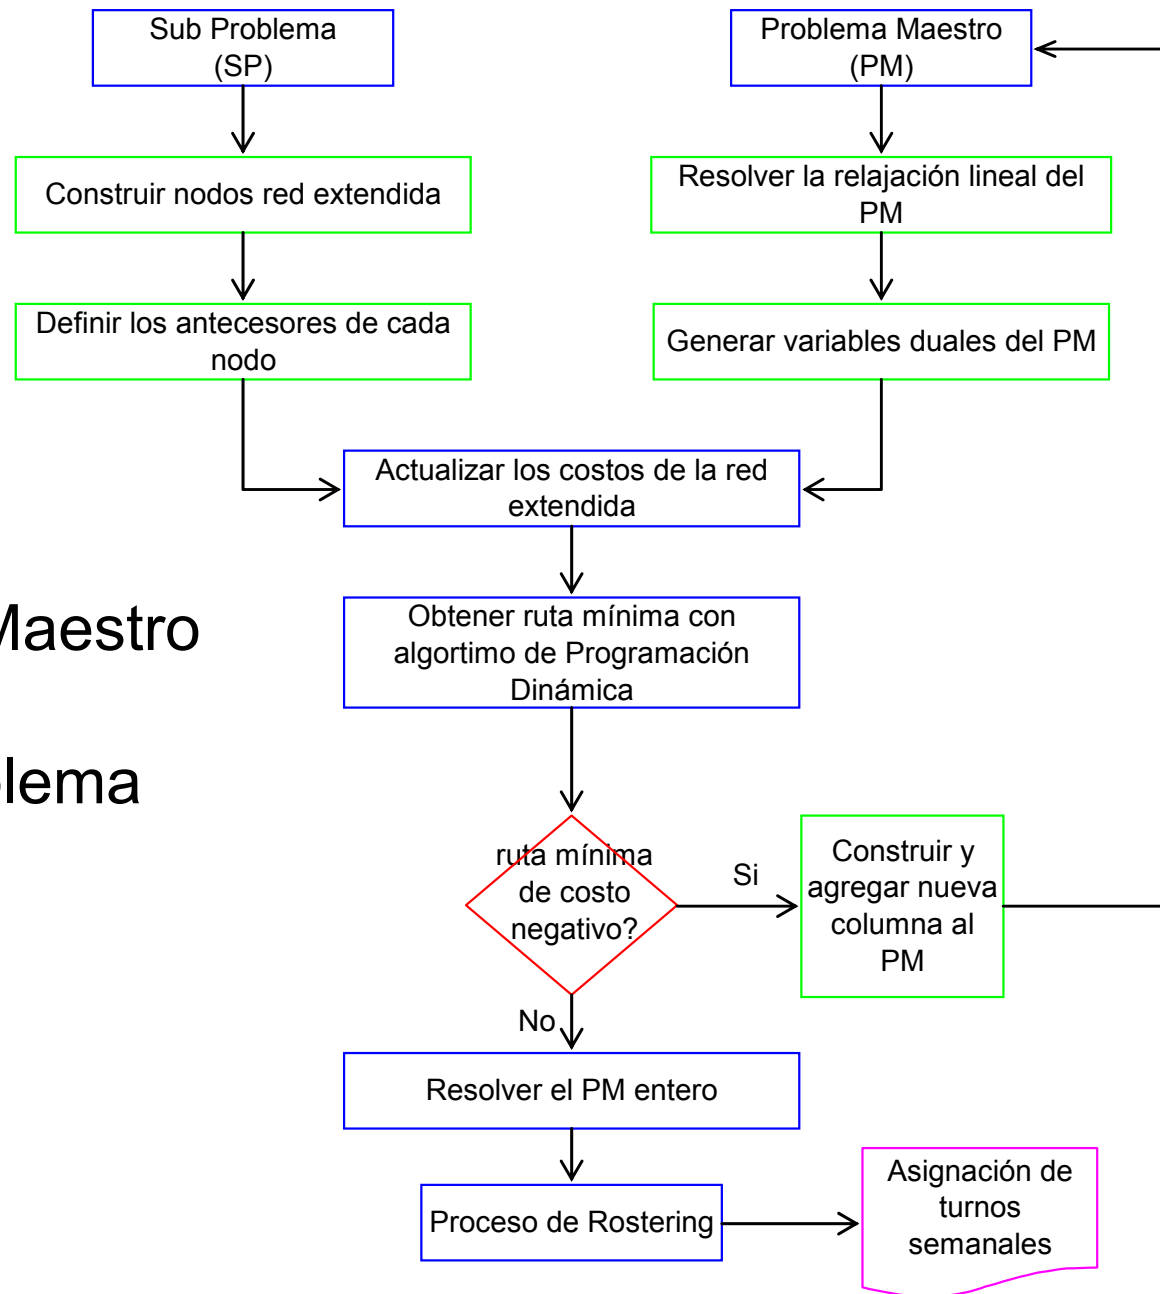 Sub Problema
(SP)
Problema Maestro
(PM)
Construir nodos red extendida
Resolver la relajación lineal del
PM
Definir los antecesores de cada
nodo
Generar variables duales del PM
Actualizar los costos de la red
extendida
Maestro
Obtener ruta mínima con
algortimo de Programación
Dinámica
blema
ruta mínima
de costo
negativo?
Si
Construir y
agregar nueva
columna al
PM
No
Resolver el PM entero
Proceso de Rostering
Asignación de
turnos
semanales